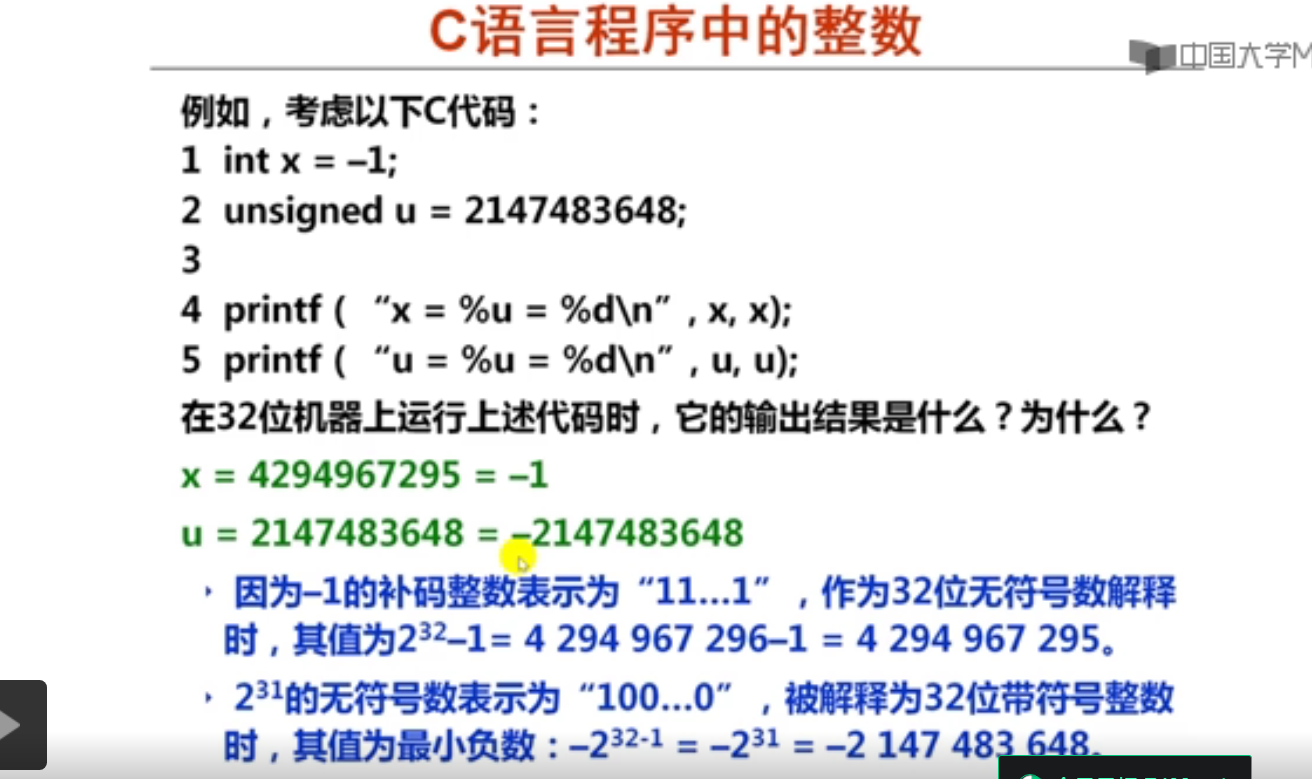 C语言程序中的整数
中国大学M
例如，考虑以下C代码：
1 int x = –1;
2 unsigned u = 2147483648;
3
4 printf ( “x = %u = %d\n” , x, x);
5 printf ( “u = %u = %d\n” , u, u);
在32位机器上运行上述代码时，它的输出结果是什么？为什么？
x = 4294967295 = –1
u = 2147483648 = –2147483648
因为–1的补码整数表示为“11…1”，作为32位无符号数解释
时，其值为2³²–1= 4 294 967 296–1 = 4 294 967 295。
2³¹的无符号数表示为“100…0”，被解释为32位带符号整数
时，其值为最小负数：–2³²⁻¹ = –2³¹ = –2 147 483 648。